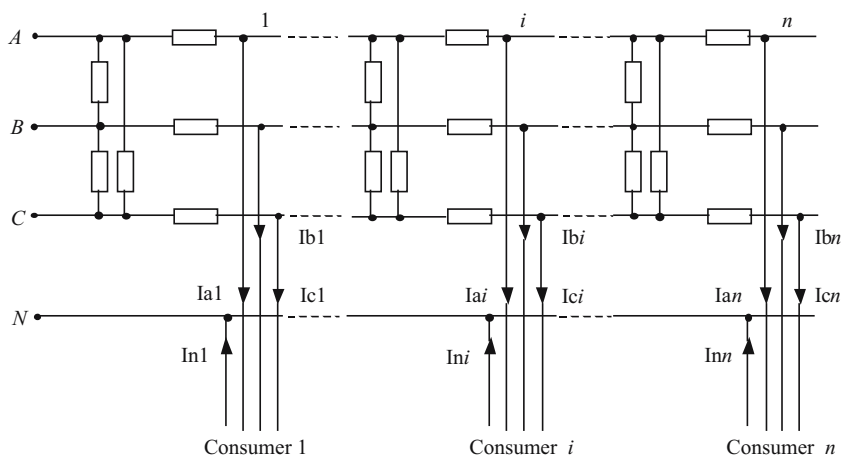 1 i n
A
B
C
Ib1 Ibi Ibn
Ia1 Ic1 Iai Ici Ian Icn
N
In1 Ini Inn
Consumer 1 Consumer i Consumer n